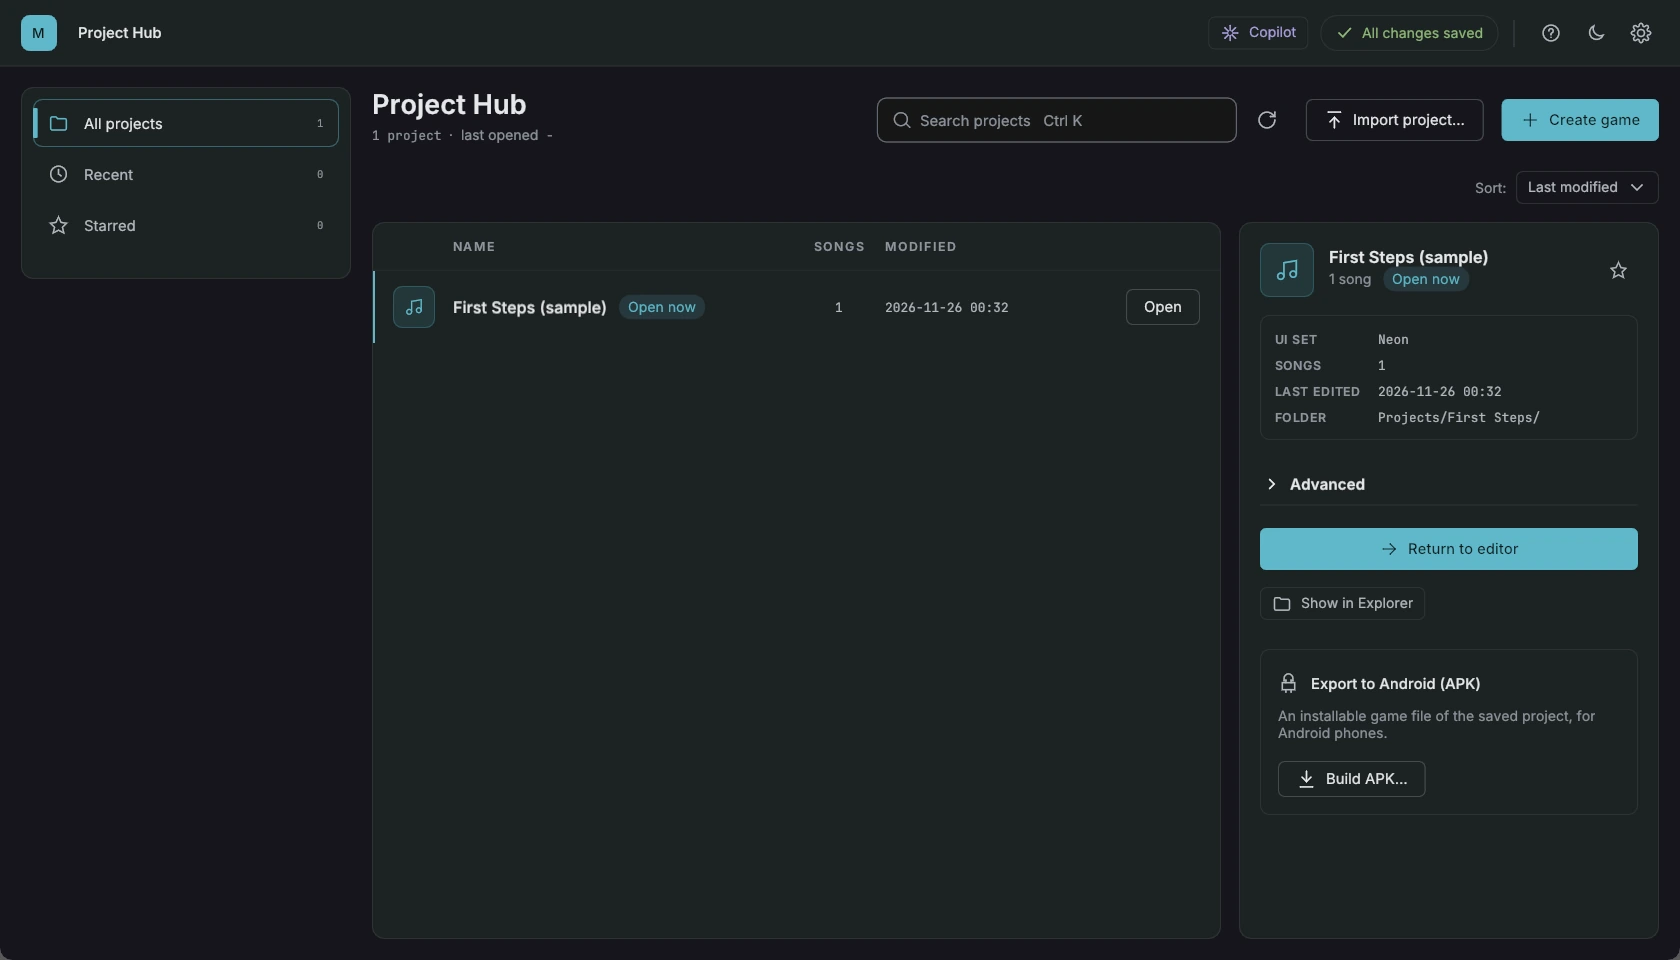 M Project Hub Copilot All changes saved
All projects 1
Recent 0
Starred 0
Project Hub
1 project · last opened -
Search projects Ctrl K
Import project...
Create game
Sort: Last modified
NAME SONGS MODIFIED
First Steps (sample) Open now 1 2026-11-26 00:32 Open
First Steps (sample)
1 song Open now
UI SET Neon
SONGS 1
LAST EDITED 2026-11-26 00:32
FOLDER Projects/First Steps/
Advanced
Return to editor
Show in Explorer
Export to Android (APK)
An installable game file of the saved project, for
Android phones.
Build APK...